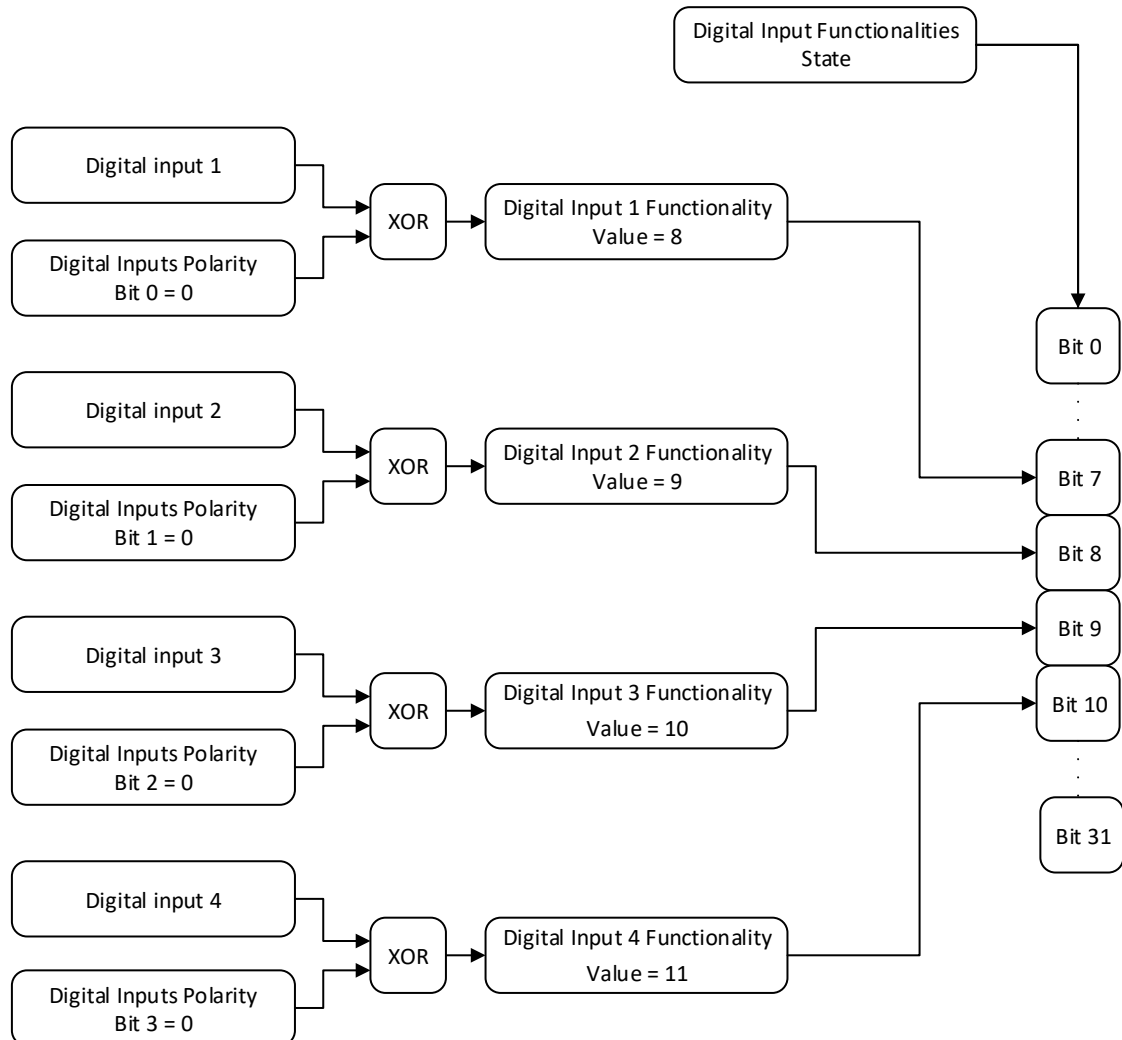 Digital Input Functionalities
State
Digital input 1
Digital Inputs Polarity
Bit 0 = 0
XOR
Digital Input 1 Functionality
Value = 8
Bit 0
Digital input 2
Digital Inputs Polarity
Bit 1 = 0
XOR
Digital Input 2 Functionality
Value = 9
Bit 7
Bit 8
Digital input 3
Digital Inputs Polarity
Bit 2 = 0
XOR
Digital Input 3 Functionality
Value = 10
Bit 9
Bit 10
Bit 31
Digital input 4
Digital Inputs Polarity
Bit 3 = 0
XOR
Digital Input 4 Functionality
Value = 11